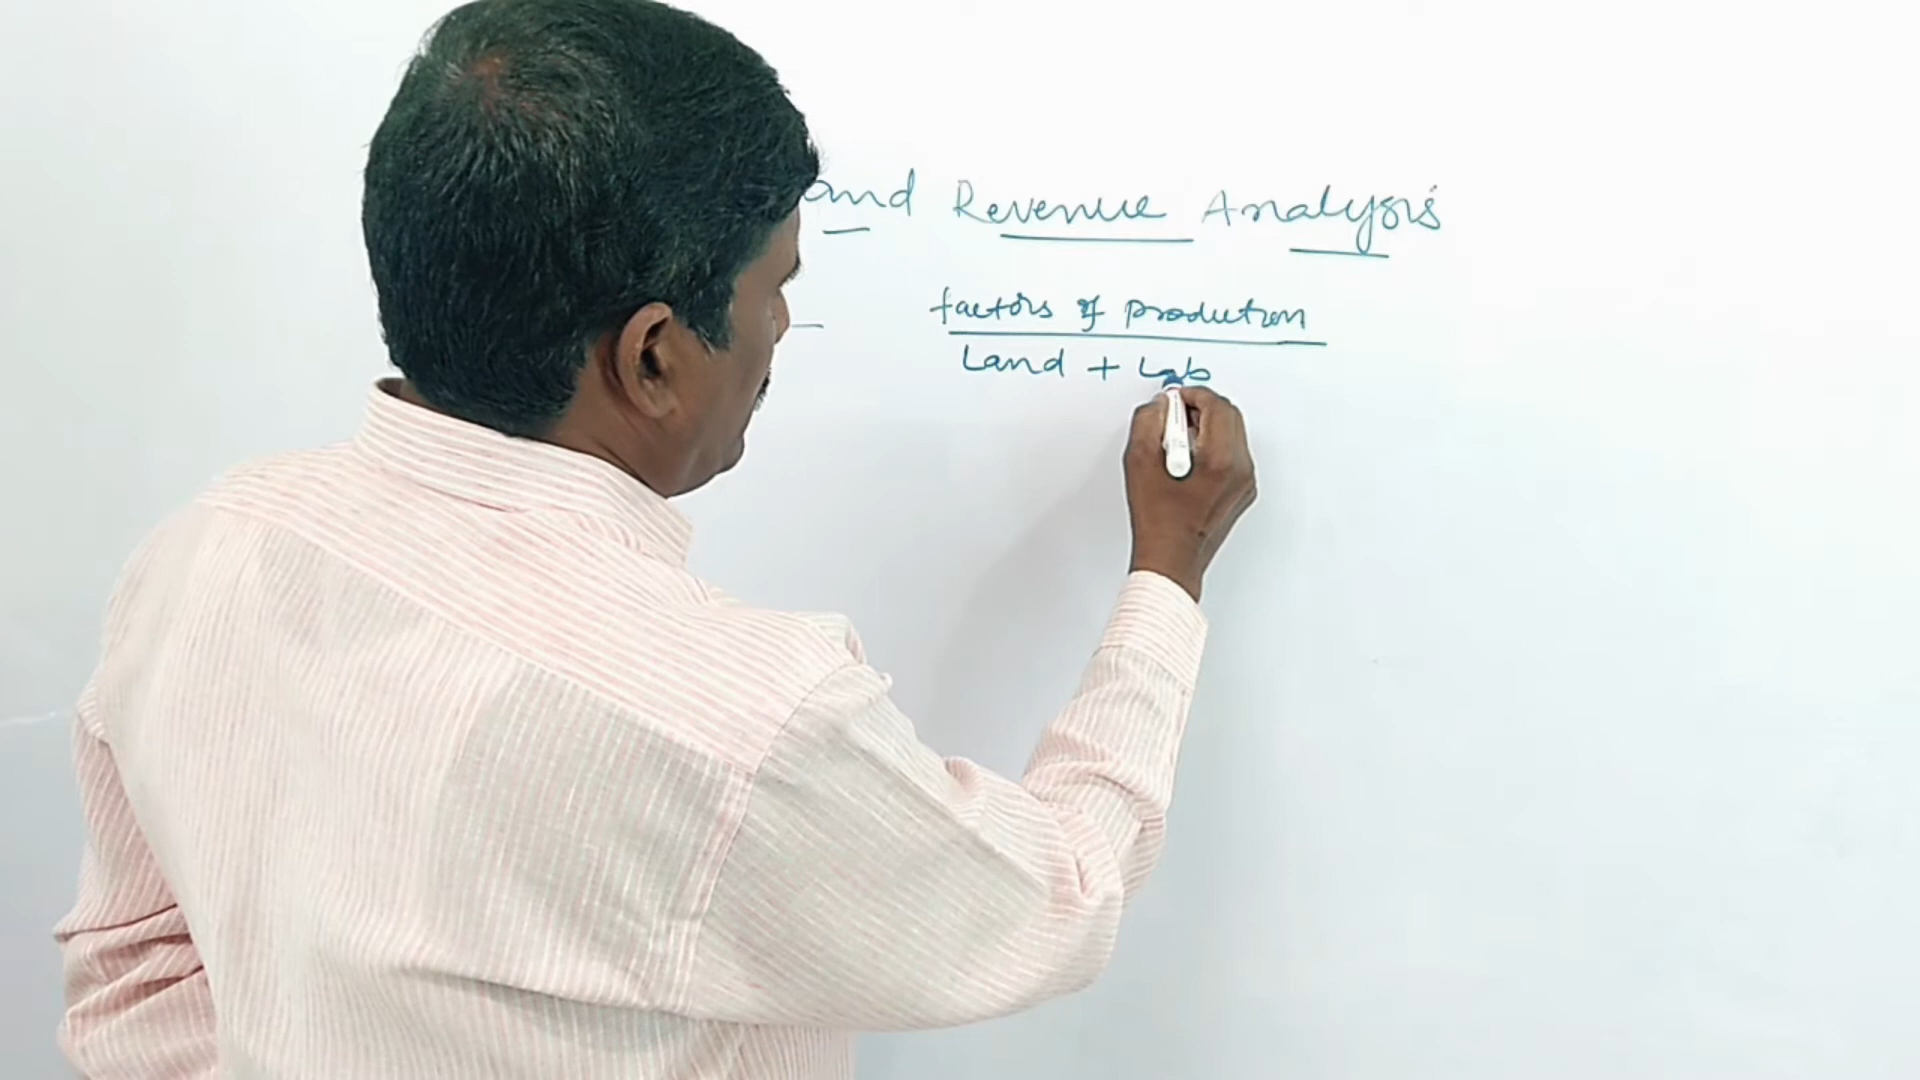 and Revenue Analysis
factors of production
Land + Lab